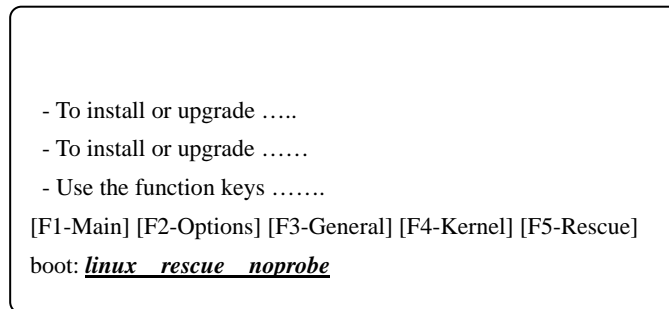 - To install or upgrade …..
- To install or upgrade ……
- Use the function keys …….
[F1-Main] [F2-Options] [F3-General] [F4-Kernel] [F5-Rescue]
boot: linux rescue noprobe